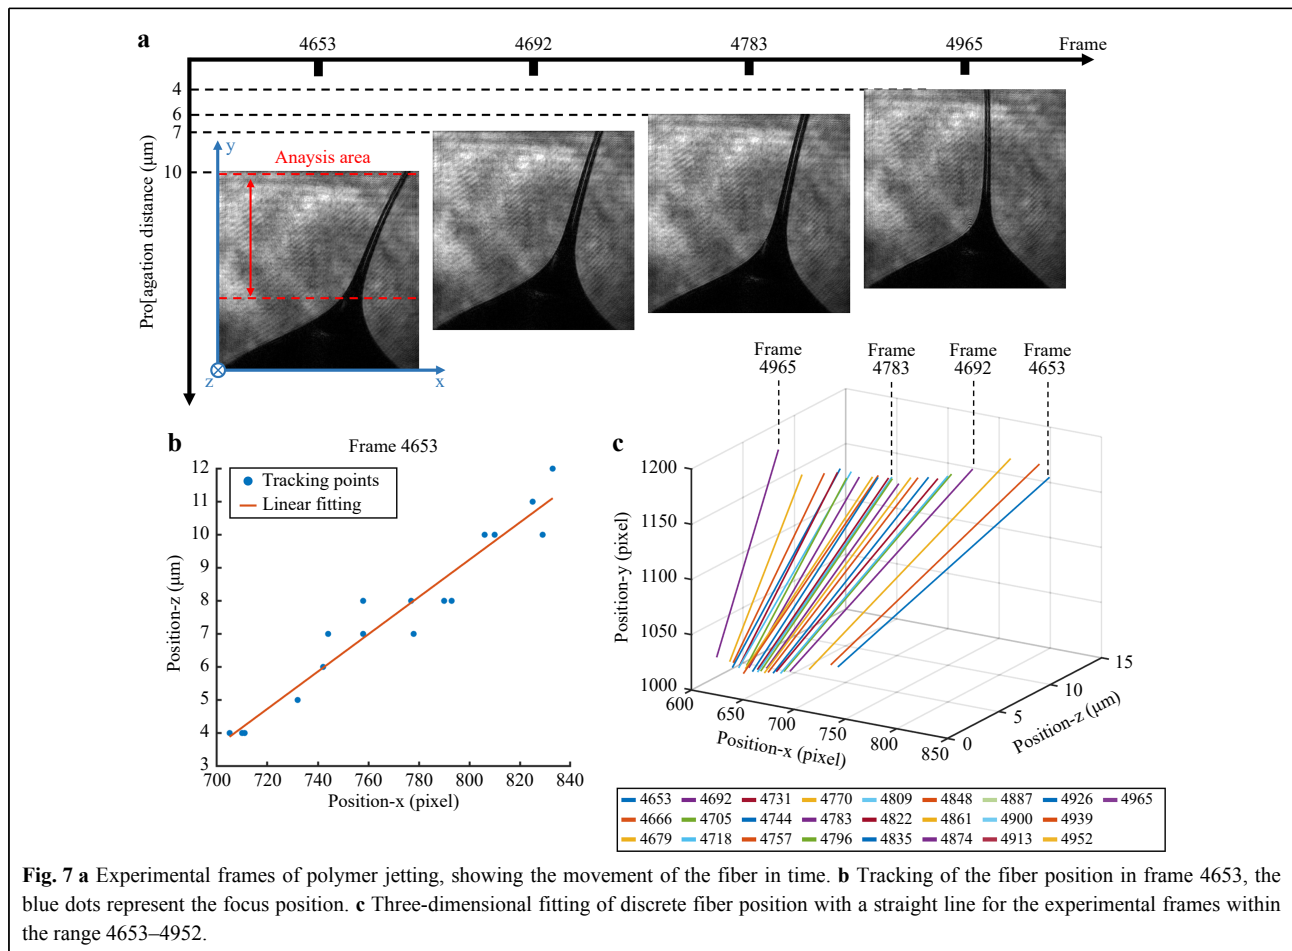 a
4653 4692 4783 4965 Frame
4
6
7
10
Pro[agation distance (μm)
y
Anaysis area
z
x
Frame 4965
Frame 4783
Frame 4692
Frame 4653
b
Frame 4653
12
11
10
9
8
7
6
5
4
3
Position-z (μm)
Tracking points
Linear fitting
700 720 740 760 780 800 820 840
Position-x (pixel)
c
1200
1150
1100
1050
1000
Position-y (pixel)
600 650 700 750 800 850
Position-x (pixel)
0 5 10 15
Position-z (μm)
4653 4692 4731 4770 4809 4848 4887 4926 4965
4666 4705 4744 4783 4822 4861 4900 4939
4679 4718 4757 4796 4835 4874 4913 4952
Fig. 7 a Experimental frames of polymer jetting, showing the movement of the fiber in time. b Tracking of the fiber position in frame 4653, the
blue dots represent the focus position. c Three-dimensional fitting of discrete fiber position with a straight line for the experimental frames within
the range 4653–4952.